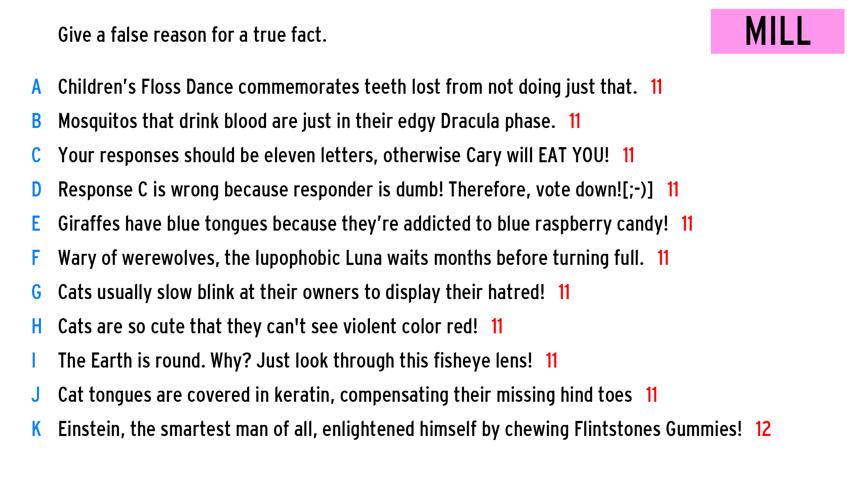 Give a false reason for a true fact.
MILL
A Children's Floss Dance commemorates teeth lost from not doing just that. 11
B Mosquitos that drink blood are just in their edgy Dracula phase. 11
C Your responses should be eleven letters, otherwise Cary will EAT YOU! 11
D Response C is wrong because responder is dumb! Therefore, vote down![;-)] 11
E Giraffes have blue tongues because they're addicted to blue raspberry candy! 11
F Wary of werewolves, the lupophobic Luna waits months before turning full. 11
G Cats usually slow blink at their owners to display their hatred! 11
H Cats are so cute that they can't see violent color red! 11
I The Earth is round. Why? Just look through this fisheye lens! 11
J Cat tongues are covered in keratin, compensating their missing hind toes 11
K Einstein, the smartest man of all, enlightened himself by chewing Flintstones Gummies! 12